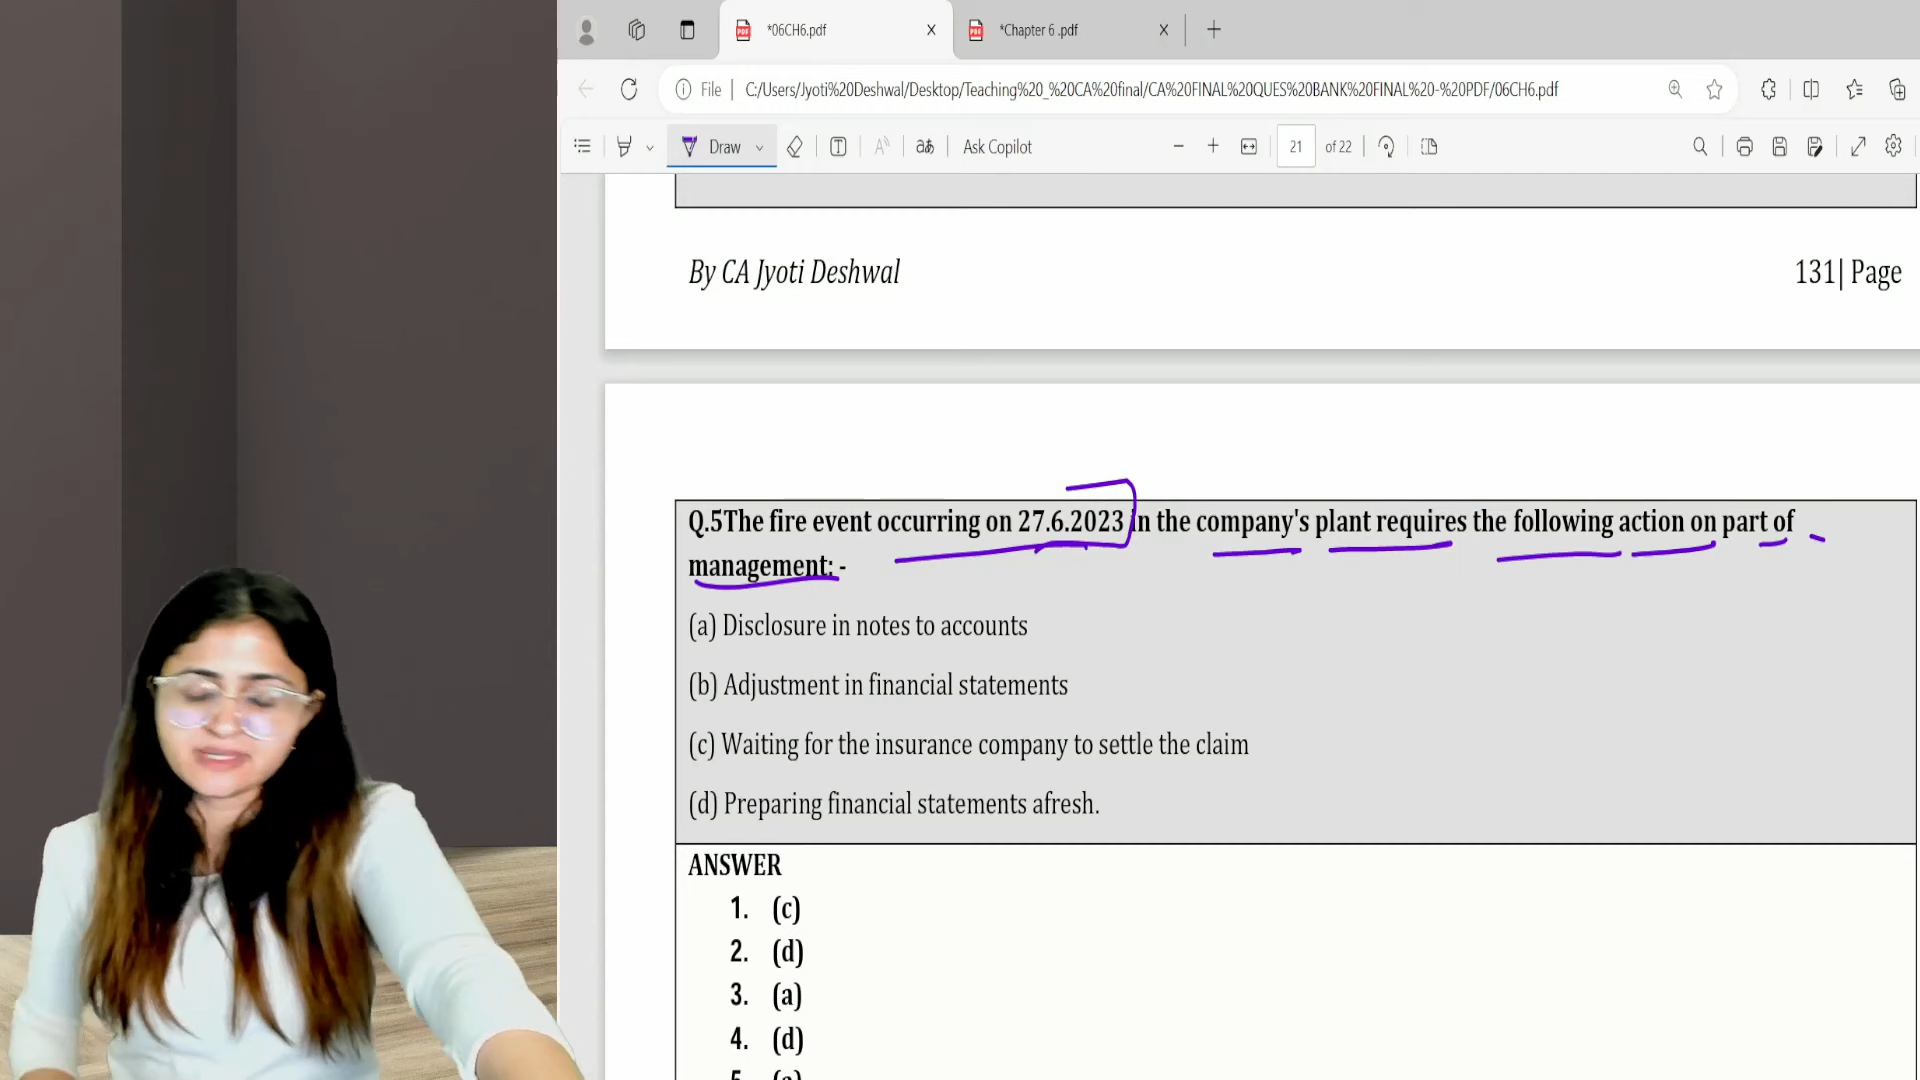 *06CH6.pdf
*Chapter 6 .pdf
File
C:/Users/Jyoti%20Deshwal/Desktop/Teaching%20_%20CA%20final/CA%20FINAL%20QUES%20BANK%20FINAL%20-%20PDF/06CH6.pdf
Draw
Ask Copilot
21 of 22
By CA Jyoti Deshwal
131| Page
Q.5The fire event occurring on 27.6.2023 in the company's plant requires the following action on part of
management: -
(a) Disclosure in notes to accounts
(b) Adjustment in financial statements
(c) Waiting for the insurance company to settle the claim
(d) Preparing financial statements afresh.
ANSWER
1. (c)
2. (d)
3. (a)
4. (d)